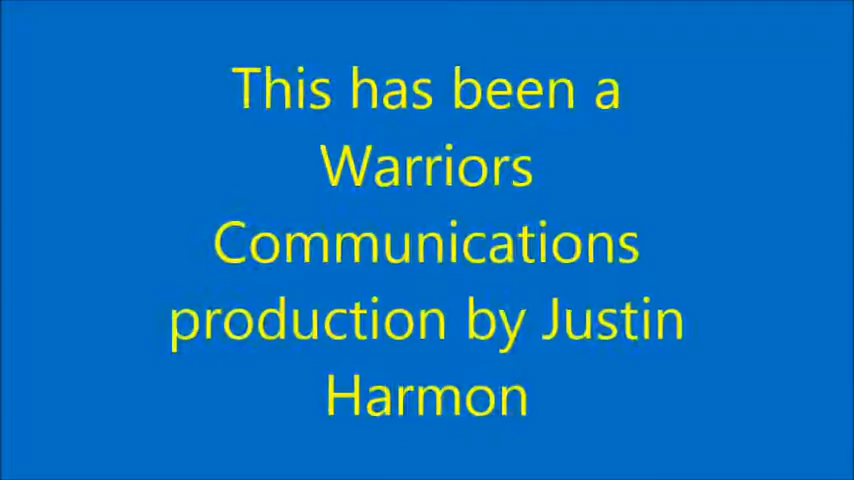 This has been a
Warriors
Communications
production by Justin
Harmon